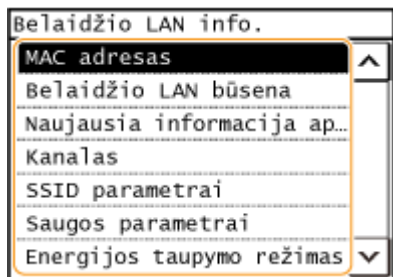 Belaidžio LAN info.
MAC adresas
Belaidžio LAN būsena
Naujausia informacija ap…
Kanalas
SSID parametrai
Saugos parametrai
Energijos taupymo režimas